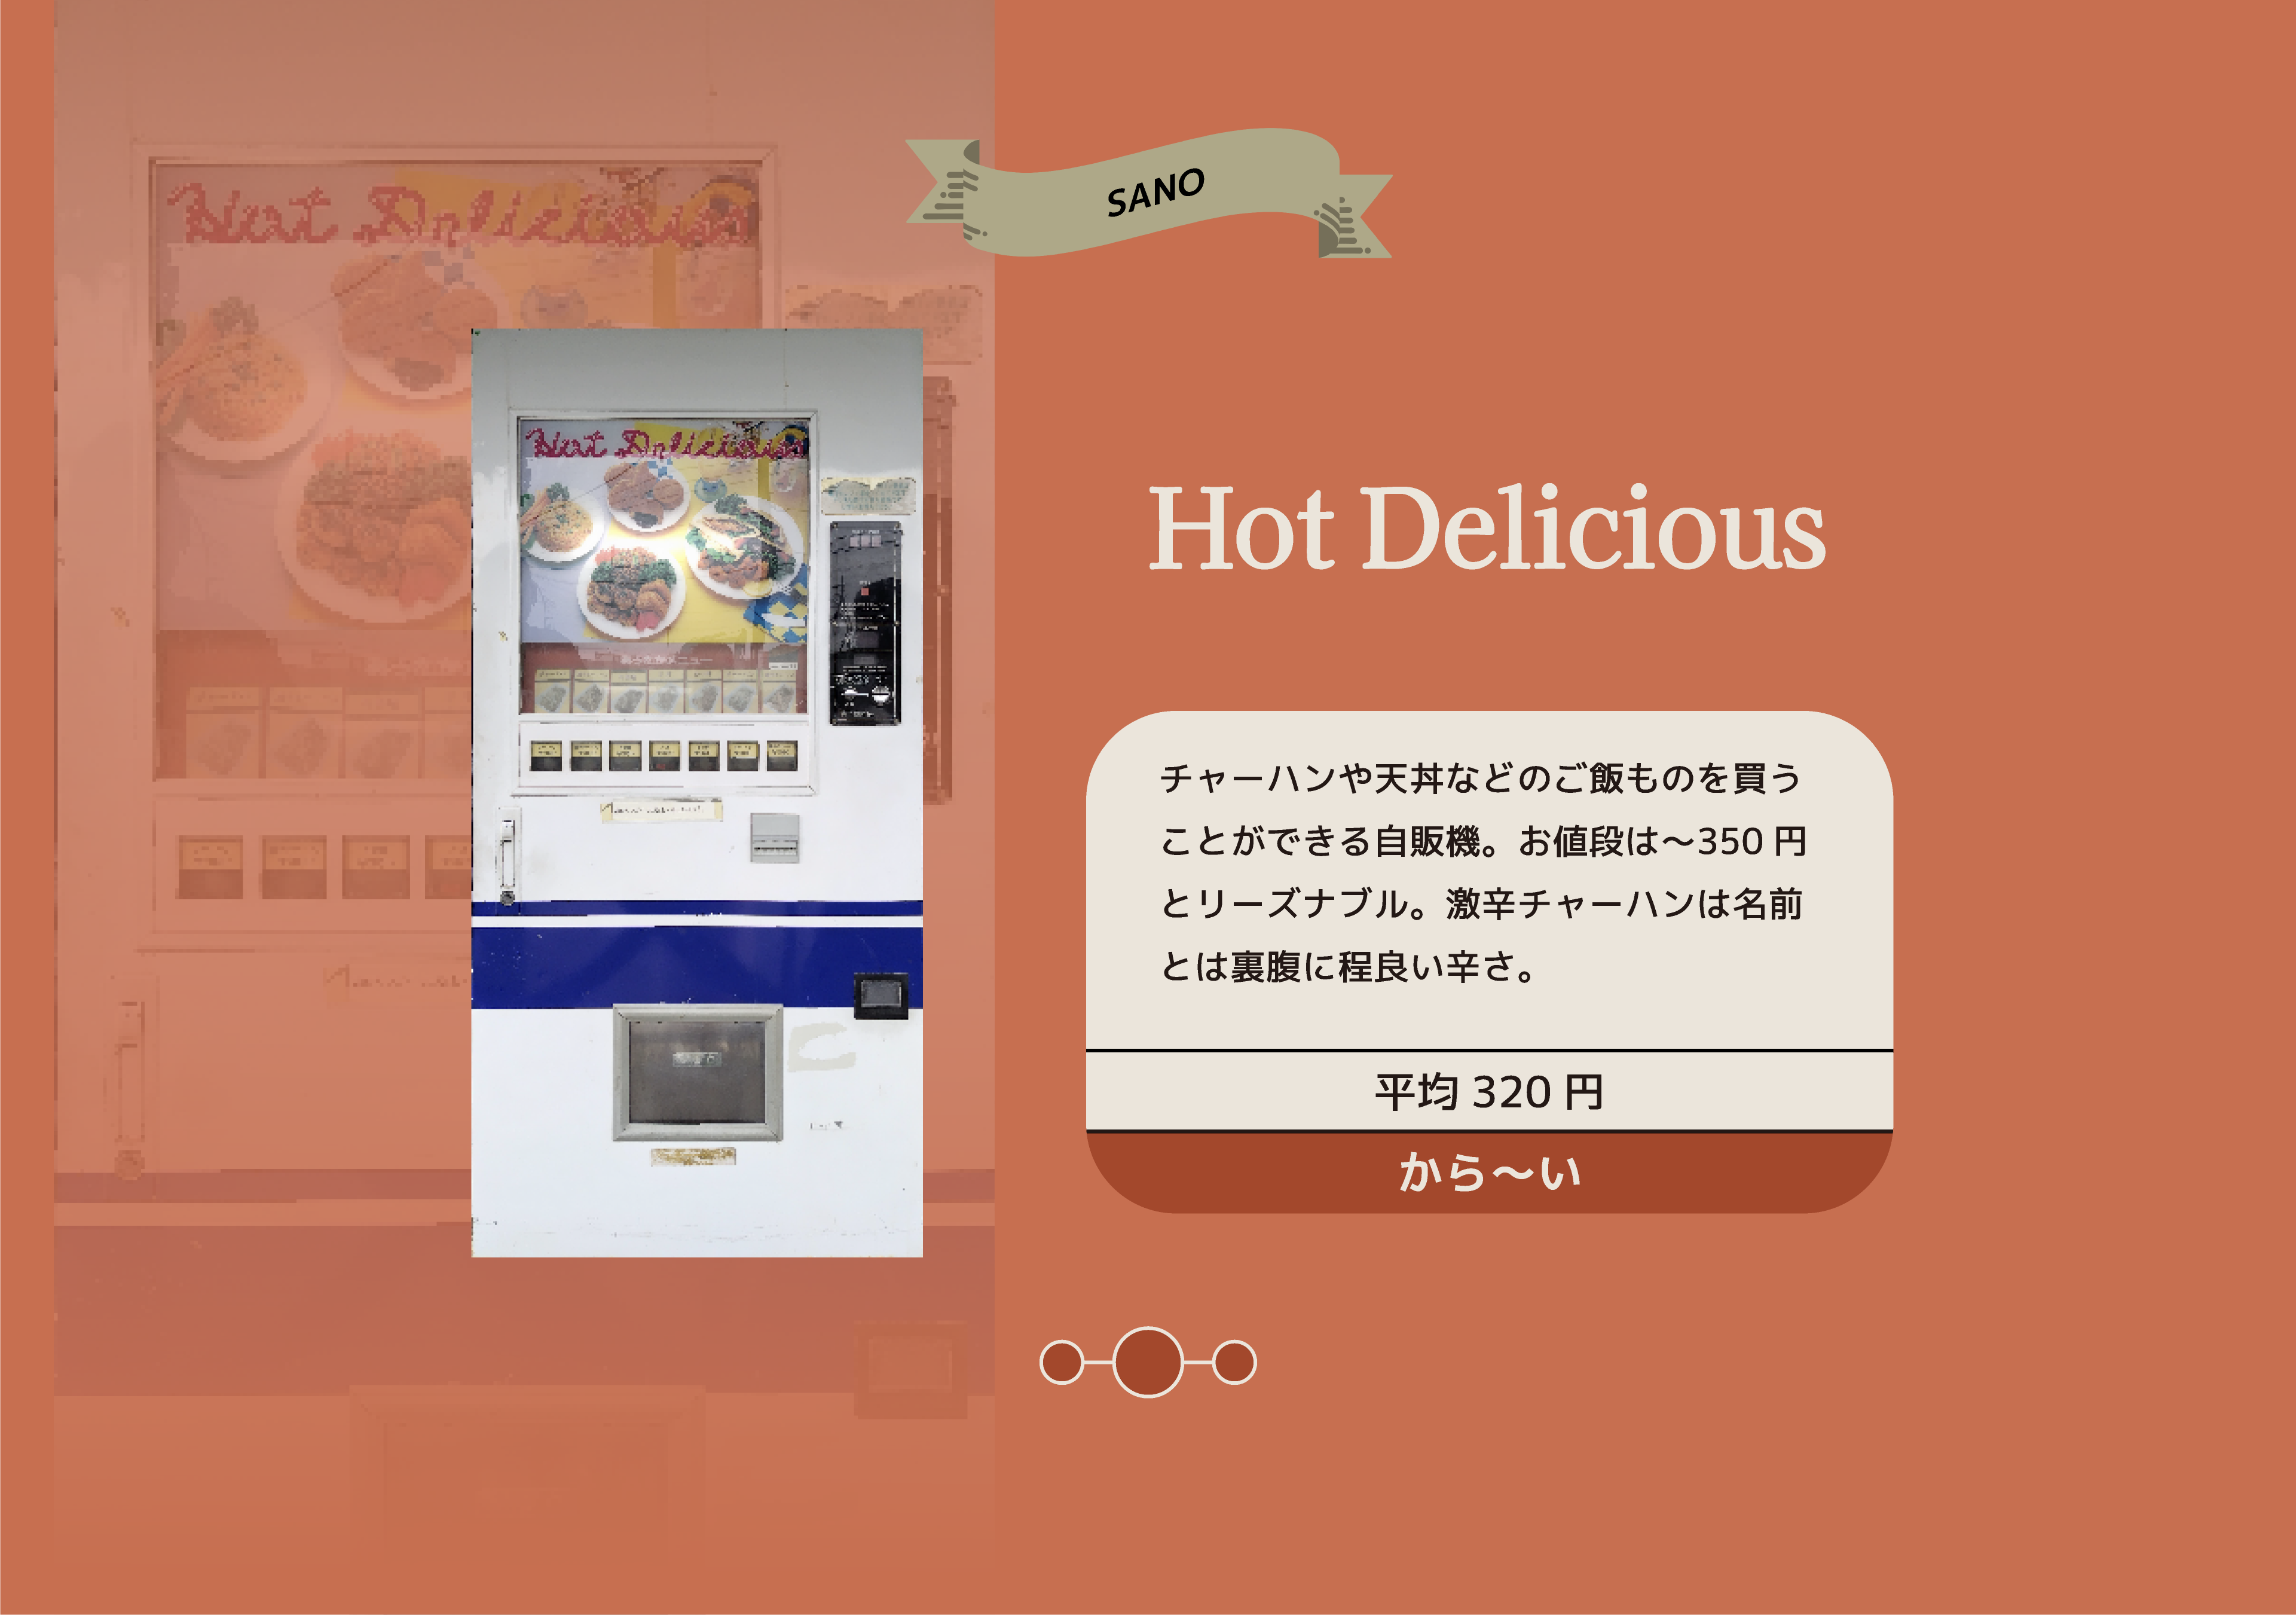 SANO
Hot Delicious
Hot Delicious
チャーハンや天丼などのご飯ものを買う
ことができる自販機。お値段は〜350 円
とリーズナブル。激辛チャーハンは名前
とは裏腹に程良い辛さ。
平均 320 円
から〜い